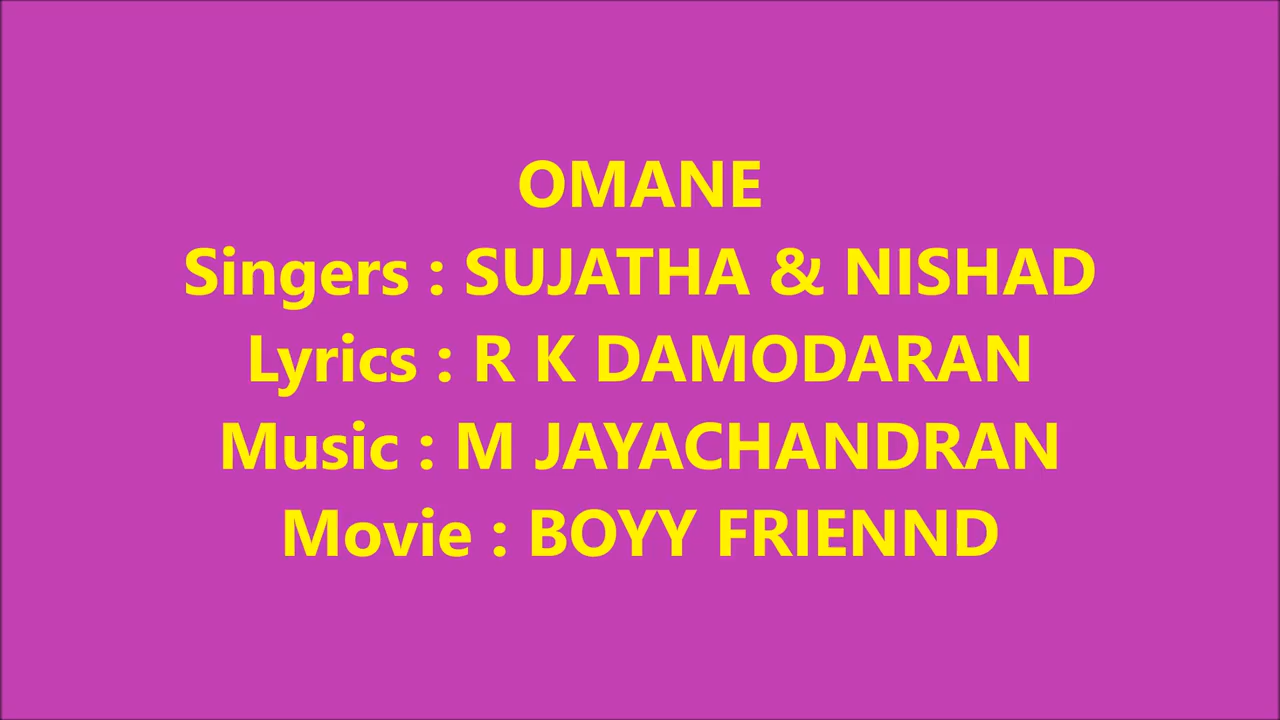 OMANE
Singers : SUJATHA & NISHAD
Lyrics : R K DAMODARAN
Music : M JAYACHANDRAN
Movie : BOYY FRIENND